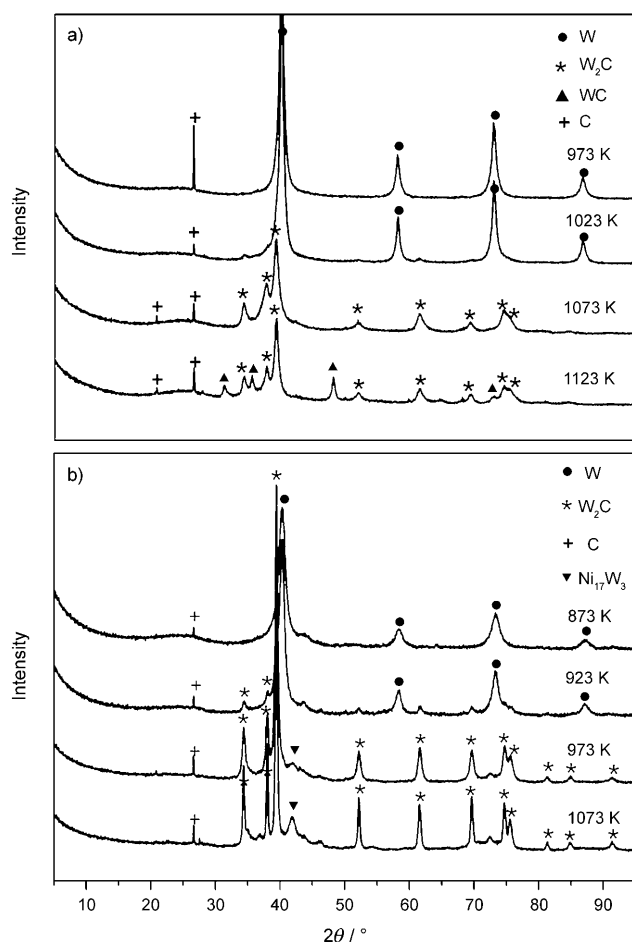 a)
● W
* W₂C
▲ WC
+ C
973 K
1023 K
1073 K
1123 K
Intensity
b)
● W
* W₂C
+ C
▼ Ni₁₇W₃
873 K
923 K
973 K
1073 K
Intensity
10 20 30 40 50 60 70 80 90
2θ / °